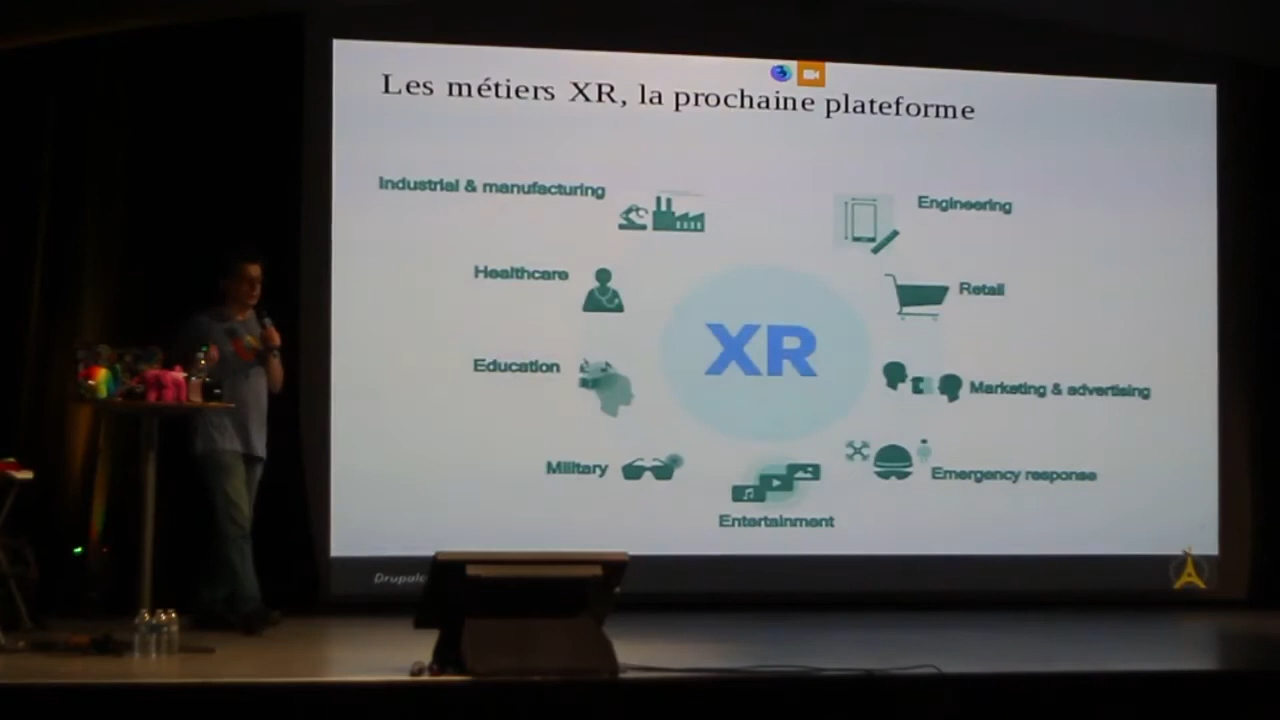 Les métiers XR, la prochaine plateforme
Industrial & manufacturing
Engineering
Healthcare
Retail
XR
Education
Marketing & advertising
Military
Emergency response
Entertainment